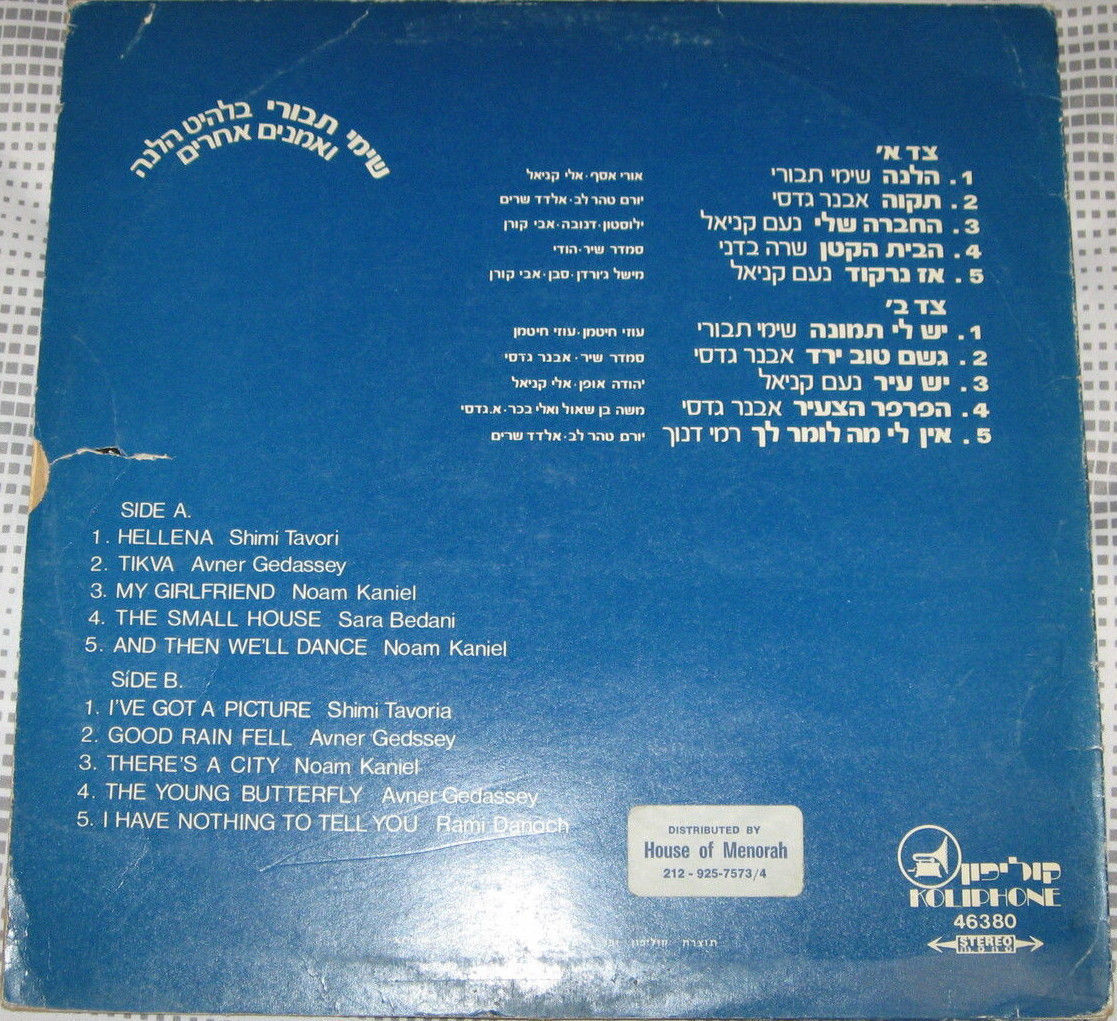 שימי תבורי בלהיט הלנה
ואמנים אחרים
צד א׳
1. הלנה שימי תבורי אורי אסף · אלי קניאל
2. תקוה אבנר גדסי יורם טהר לב · אלדד שרים
3. החברה שלי נעם קניאל ילוסטון · דנובה · אבי קורן
4. הבית הקטן שרה בדני סמדר שיר · הודי
5. אז נרקוד נעם קניאל מישל ג׳ורדן · סבן · אבי קורן
צד ב׳
1. יש לי תמונה שימי תבורי עוזי חיטמן · עוזי חיטמן
2. גשם טוב ירד אבנר גדסי סמדר שיר · אבנר גדסי
3. יש עיר נעם קניאל יהודה אופן · אלי קניאל
4. הפרפר הצעיר אבנר גדסי משה בן שאול ואלי בכר · א. גדסי
5. אין לי מה לומר לך רמי דנוך יורם טהר לב · אלדד שרים
SIDE A.
1. HELLENA Shimi Tavori
2. TIKVA Avner Gedassey
3. MY GIRLFRIEND Noam Kaniel
4. THE SMALL HOUSE Sara Bedani
5. AND THEN WE'LL DANCE Noam Kaniel
SíDE B.
1. I'VE GOT A PICTURE Shimi Tavoria
2. GOOD RAIN FELL Avner Gedssey
3. THERE'S A CITY Noam Kaniel
4. THE YOUNG BUTTERFLY Avner Gedassey
5. I HAVE NOTHING TO TELL YOU Rami Danoch
DISTRIBUTED BY
House of Menorah
212 - 925-7573/4
קוליפון
KOLIPHONE
46380
STEREO
תוצרת קוליפון